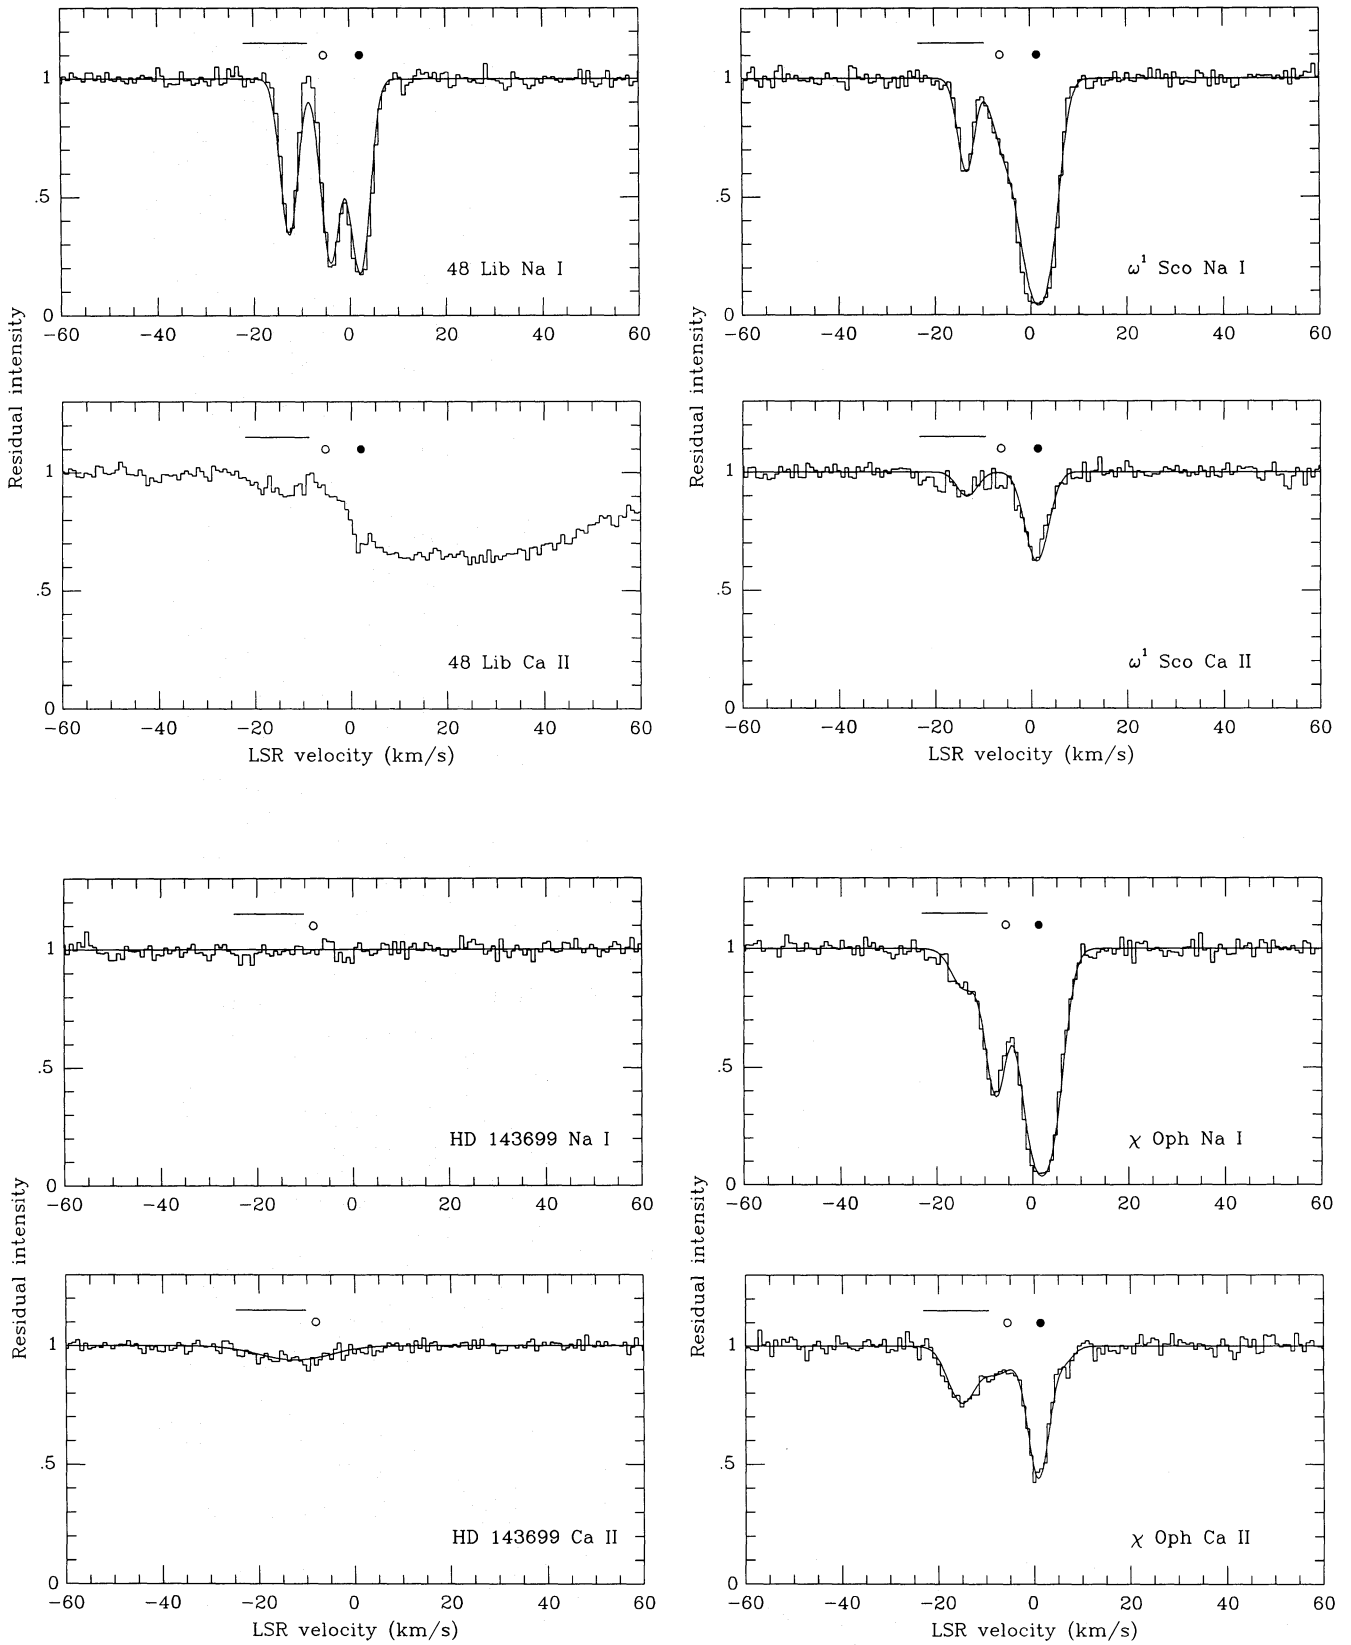 Residual intensity
1
.5
0
48 Lib Na I
−60 −40 −20 0 20 40 60
1
.5
0
48 Lib Ca II
−60 −40 −20 0 20 40 60
LSR velocity (km/s)
Residual intensity
1
.5
0
ω¹ Sco Na I
−60 −40 −20 0 20 40 60
1
.5
0
ω¹ Sco Ca II
−60 −40 −20 0 20 40 60
LSR velocity (km/s)
Residual intensity
1
.5
0
HD 143699 Na I
−60 −40 −20 0 20 40 60
1
.5
0
HD 143699 Ca II
−60 −40 −20 0 20 40 60
LSR velocity (km/s)
Residual intensity
1
.5
0
χ Oph Na I
−60 −40 −20 0 20 40 60
1
.5
0
χ Oph Ca II
−60 −40 −20 0 20 40 60
LSR velocity (km/s)